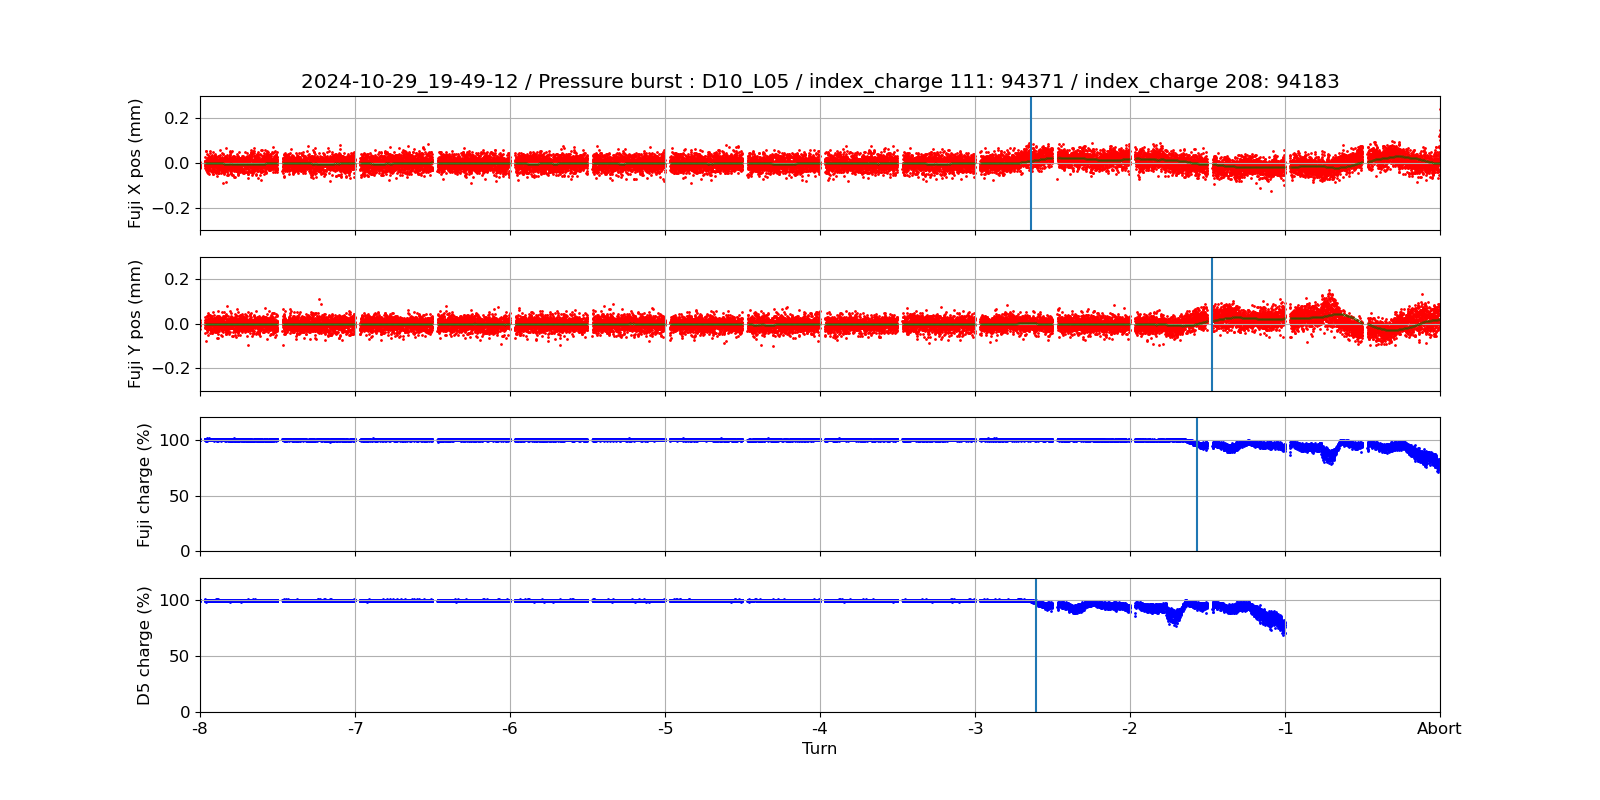 2024-10-29_19-49-12 / Pressure burst : D10_L05 / index_charge 111: 94371 / index_charge 208: 94183
Fuji X pos (mm)
0.2
0.0
−0.2
Fuji Y pos (mm)
0.2
0.0
−0.2
Fuji charge (%)
100
50
0
D5 charge (%)
100
50
0
-8 -7 -6 -5 -4 -3 -2 -1 Abort
Turn